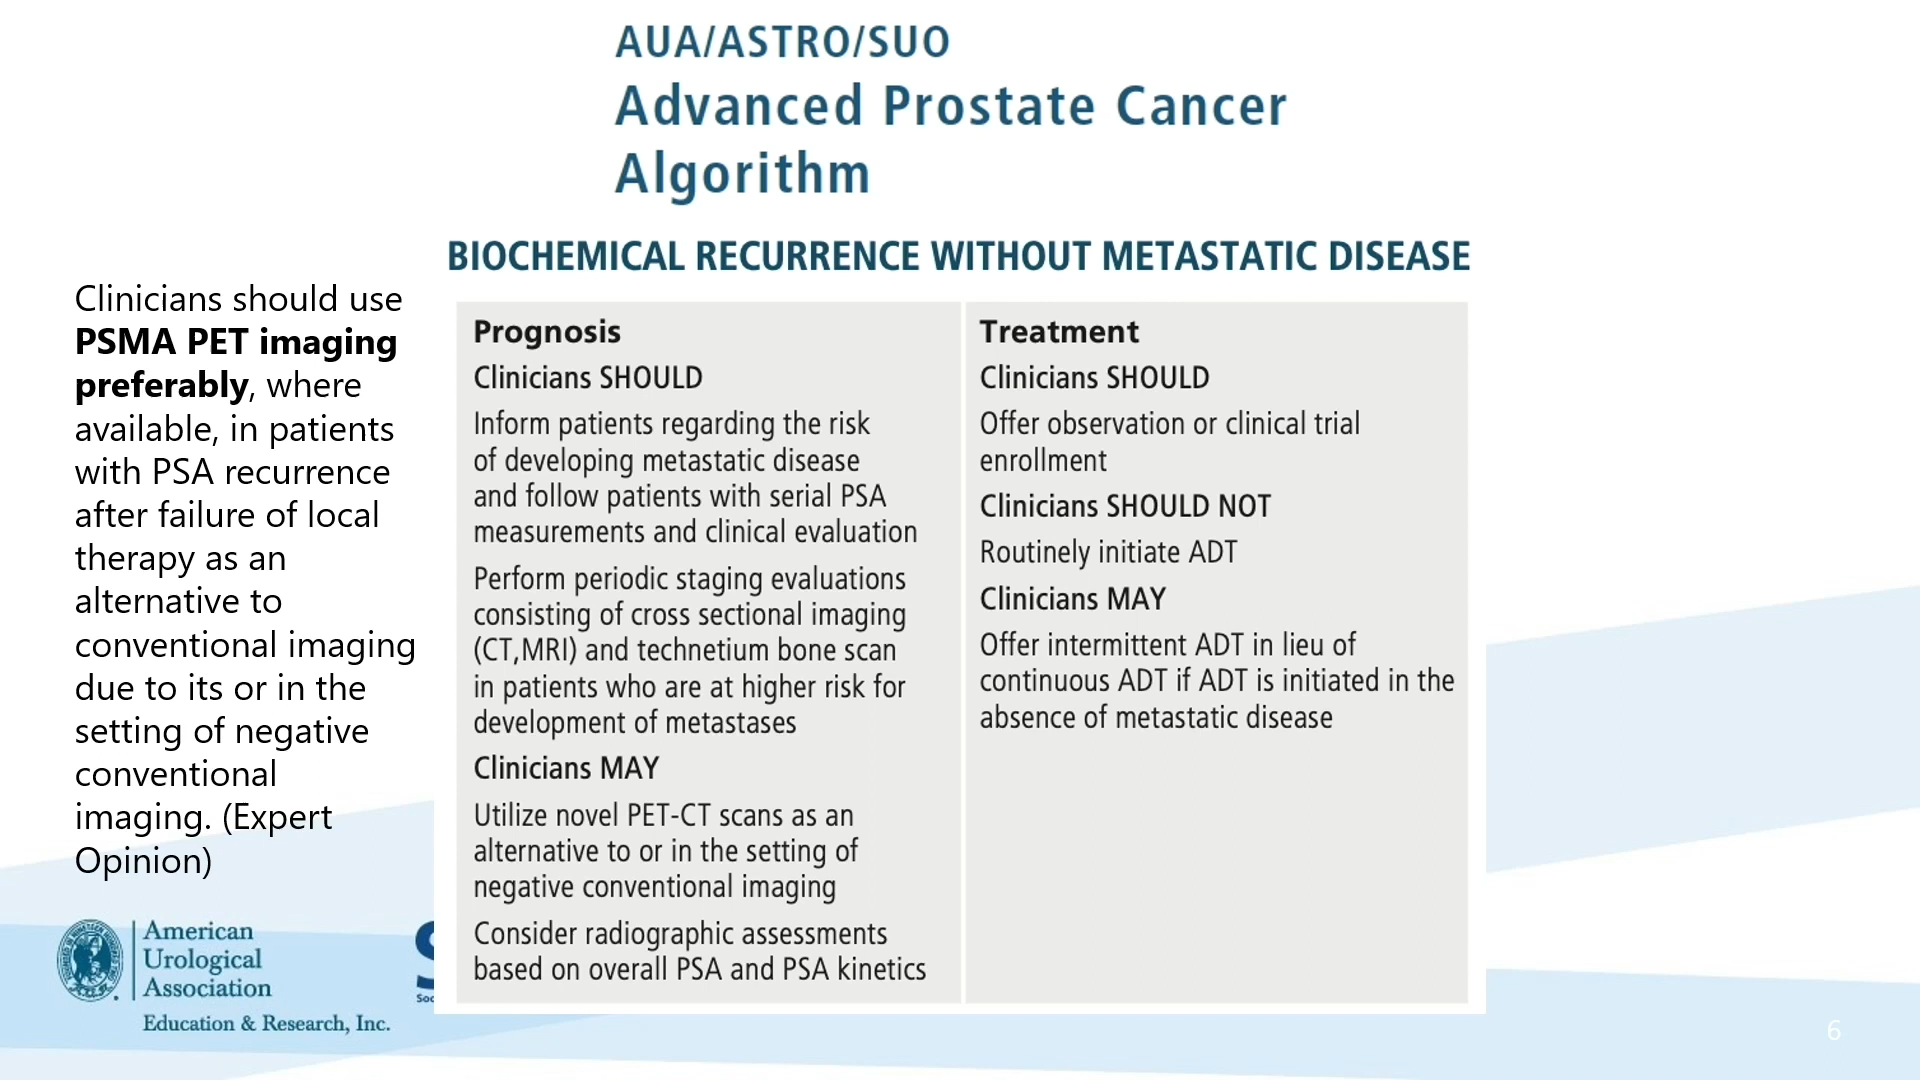 AUA/ASTRO/SUO
Advanced Prostate Cancer
Algorithm
BIOCHEMICAL RECURRENCE WITHOUT METASTATIC DISEASE
Clinicians should use
PSMA PET imaging
preferably, where
available, in patients
with PSA recurrence
after failure of local
therapy as an
alternative to
conventional imaging
due to its or in the
setting of negative
conventional
imaging. (Expert
Opinion)
Prognosis
Clinicians SHOULD
Inform patients regarding the risk
of developing metastatic disease
and follow patients with serial PSA
measurements and clinical evaluation
Perform periodic staging evaluations
consisting of cross sectional imaging
(CT,MRI) and technetium bone scan
in patients who are at higher risk for
development of metastases
Clinicians MAY
Utilize novel PET-CT scans as an
alternative to or in the setting of
negative conventional imaging
Consider radiographic assessments
based on overall PSA and PSA kinetics
Treatment
Clinicians SHOULD
Offer observation or clinical trial
enrollment
Clinicians SHOULD NOT
Routinely initiate ADT
Clinicians MAY
Offer intermittent ADT in lieu of
continuous ADT if ADT is initiated in the
absence of metastatic disease
American
Urological
Association
Education & Research, Inc.
6